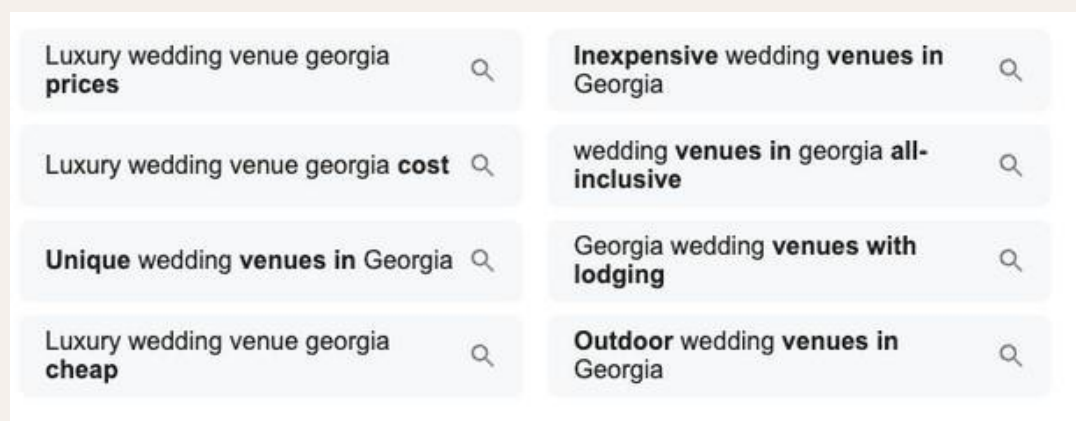 Luxury wedding venue georgia
prices
Luxury wedding venue georgia cost
Unique wedding venues in Georgia
Luxury wedding venue georgia
cheap
Inexpensive wedding venues in
Georgia
wedding venues in georgia all-
inclusive
Georgia wedding venues with
lodging
Outdoor wedding venues in
Georgia